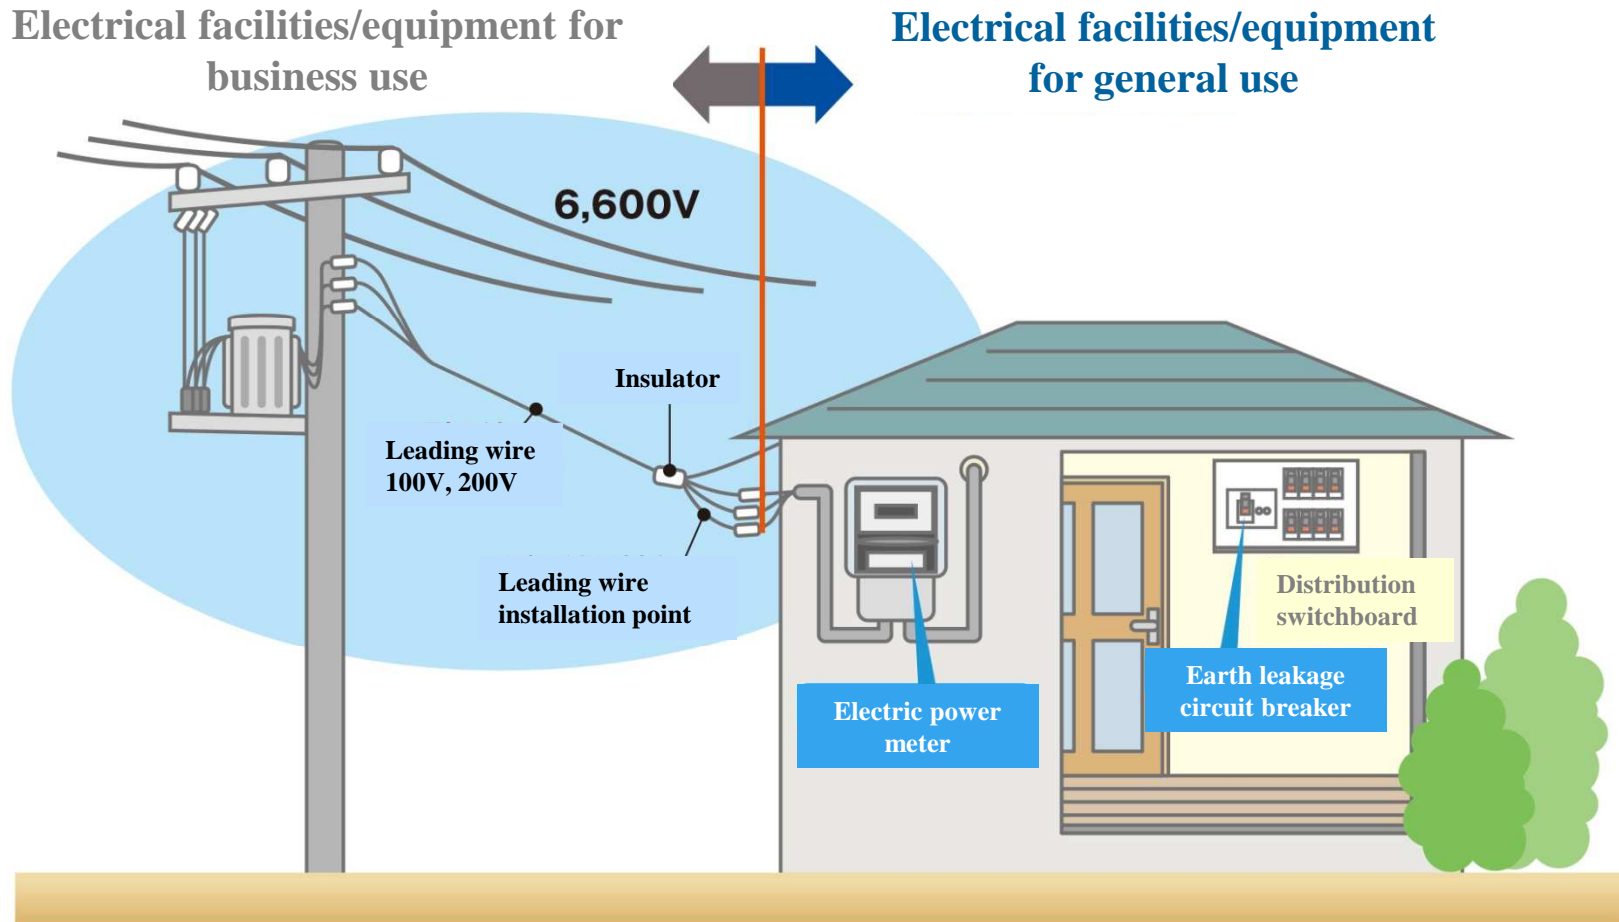 Electrical facilities/equipment for
business use
Electrical facilities/equipment
for general use
6,600V
Insulator
Leading wire
100V, 200V
Leading wire
installation point
Distribution
switchboard
Earth leakage
circuit breaker
Electric power
meter